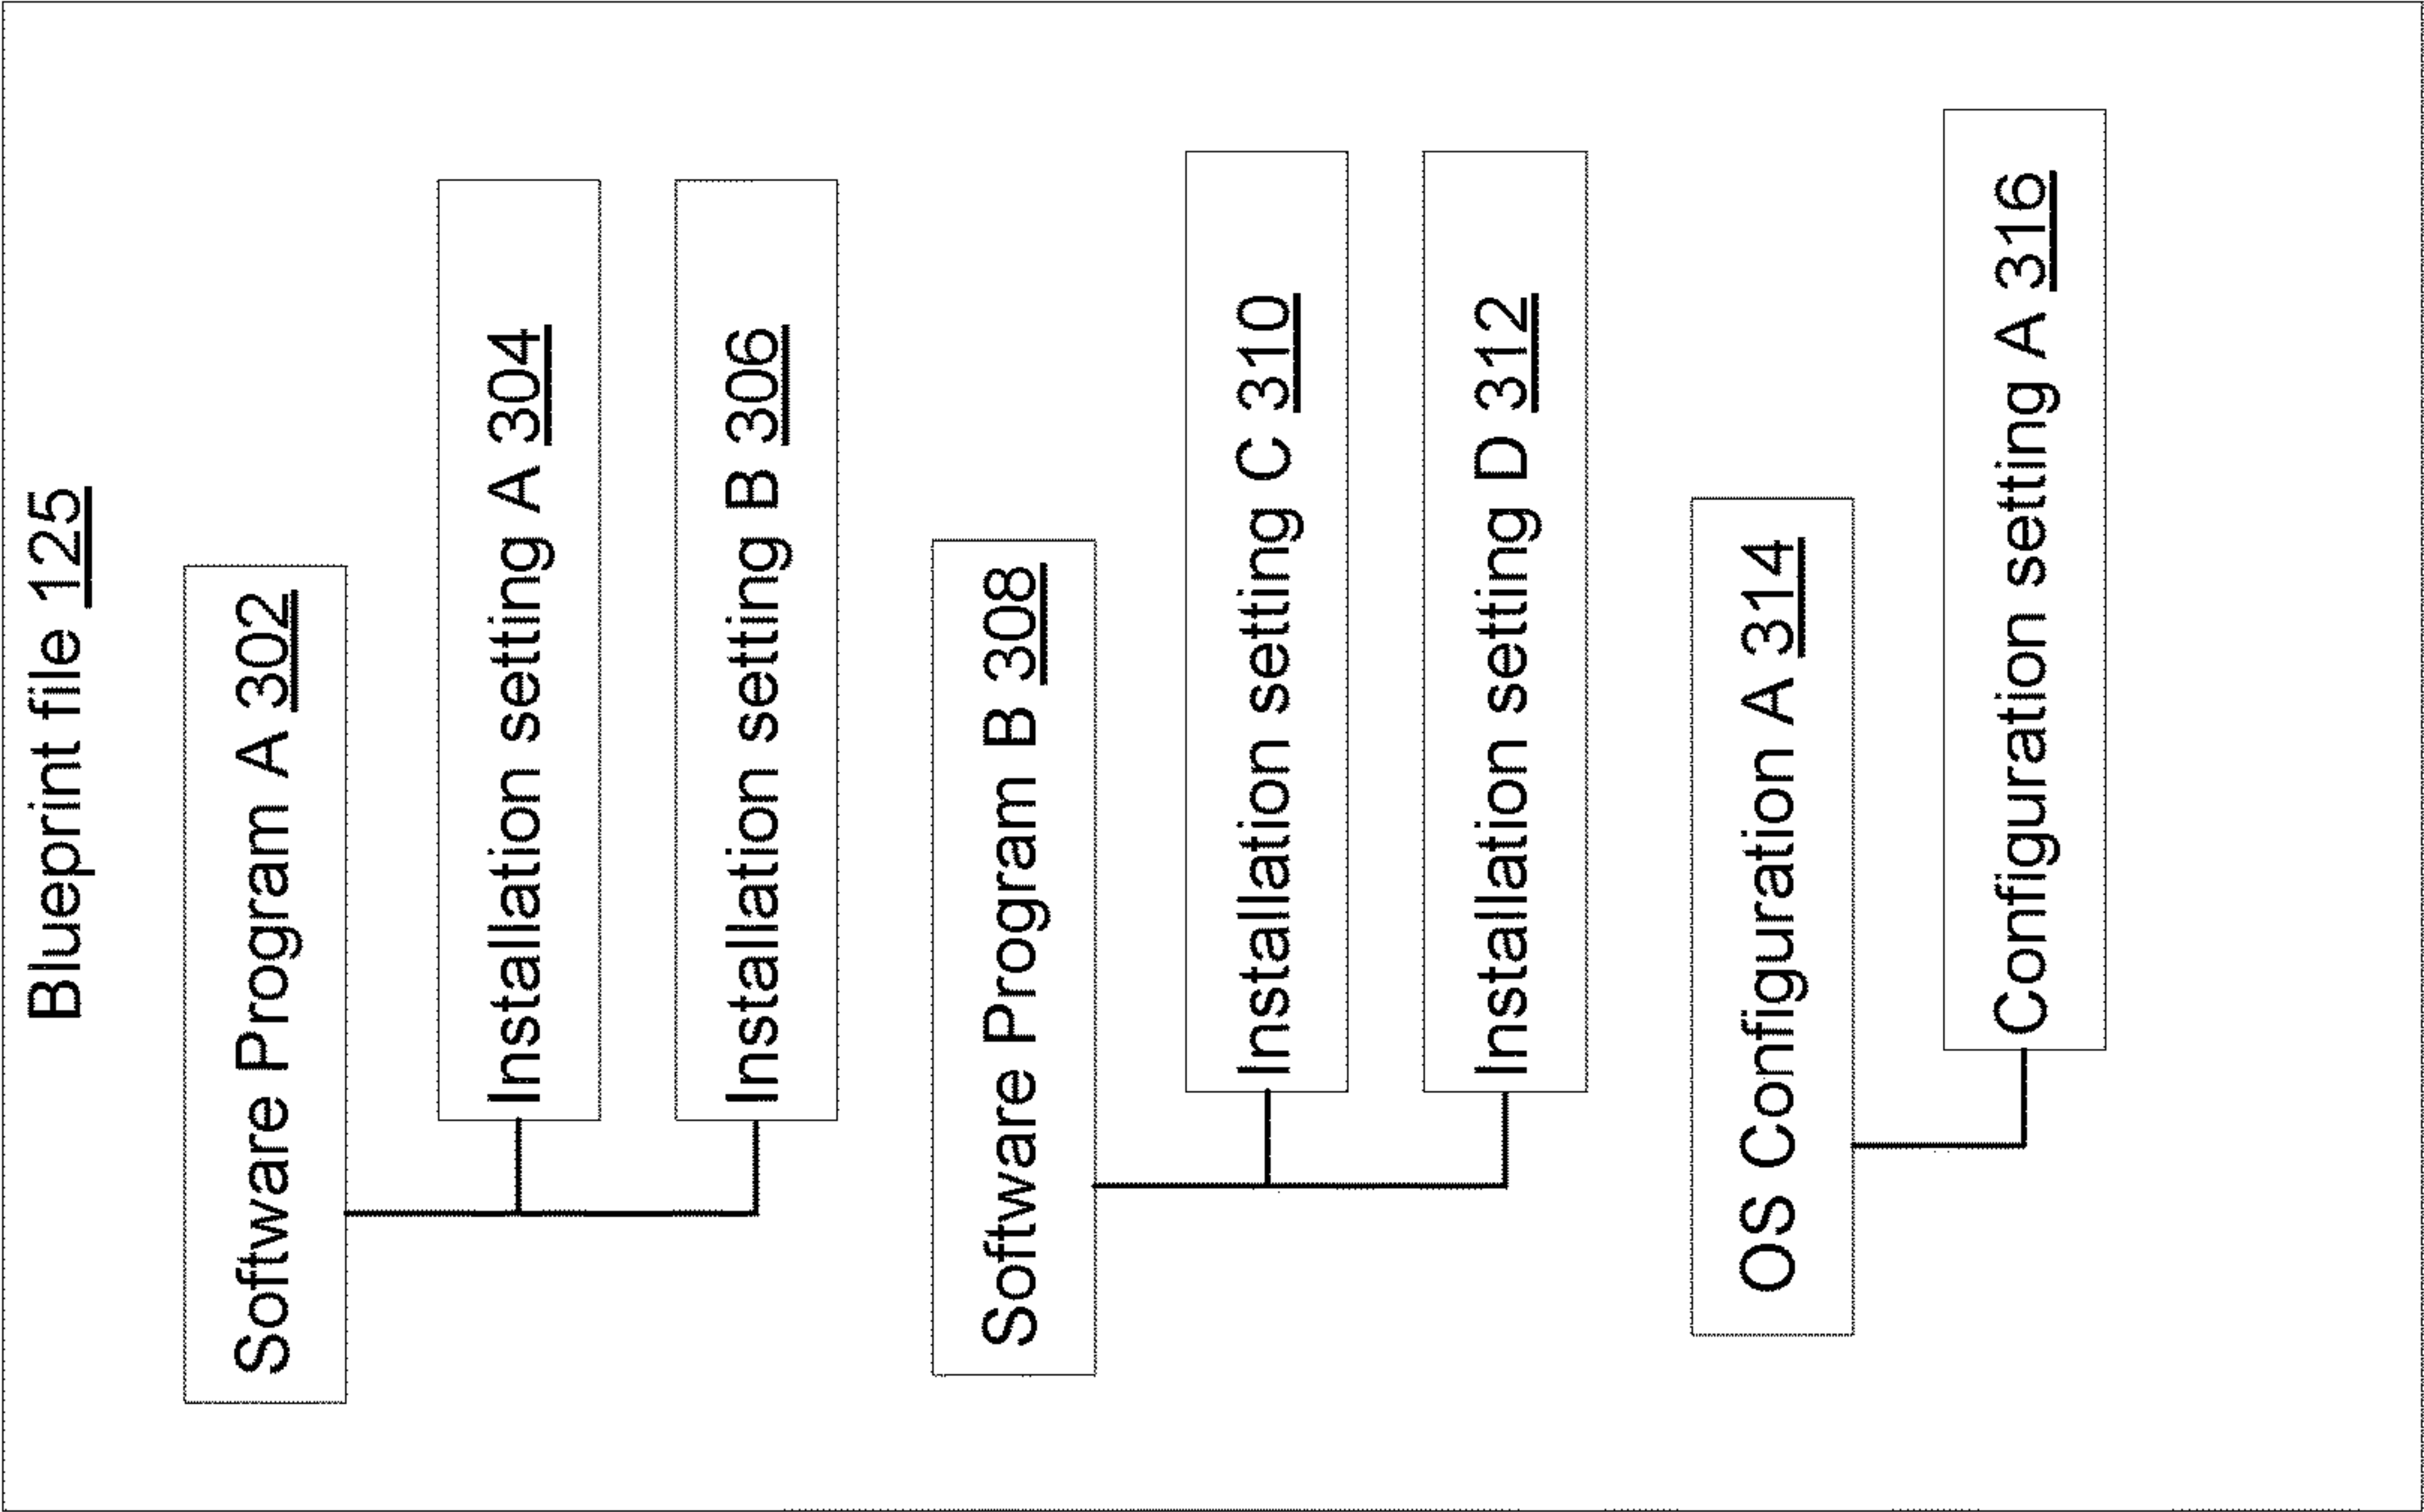 Blueprint file 125
Software Program A 302
Installation setting A 304
Installation setting B 306
Software Program B 308
Installation setting C 310
Installation setting D 312
OS Configuration A 314
Configuration setting A 316